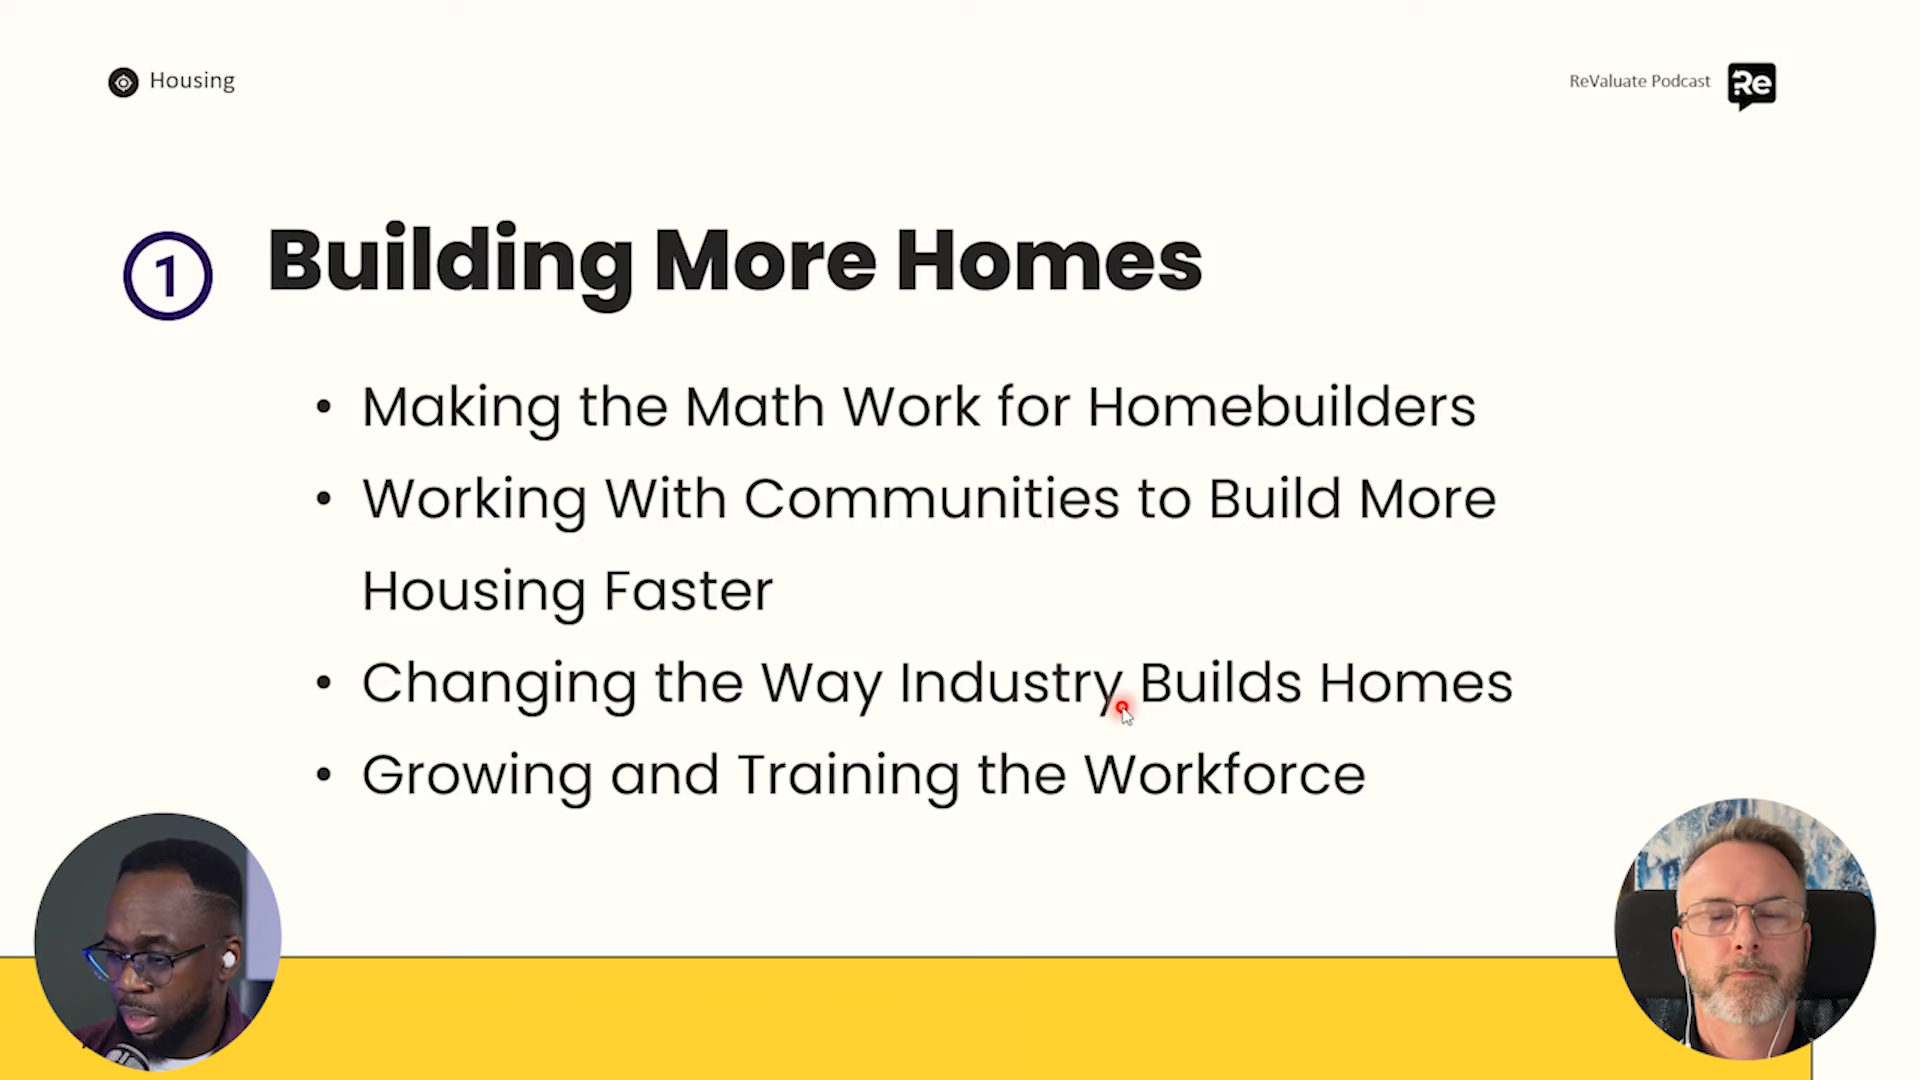 Housing
ReValuate Podcast
Re
1
Building More Homes
• Making the Math Work for Homebuilders
• Working With Communities to Build More
Housing Faster
• Changing the Way Industry Builds Homes
• Growing and Training the Workforce